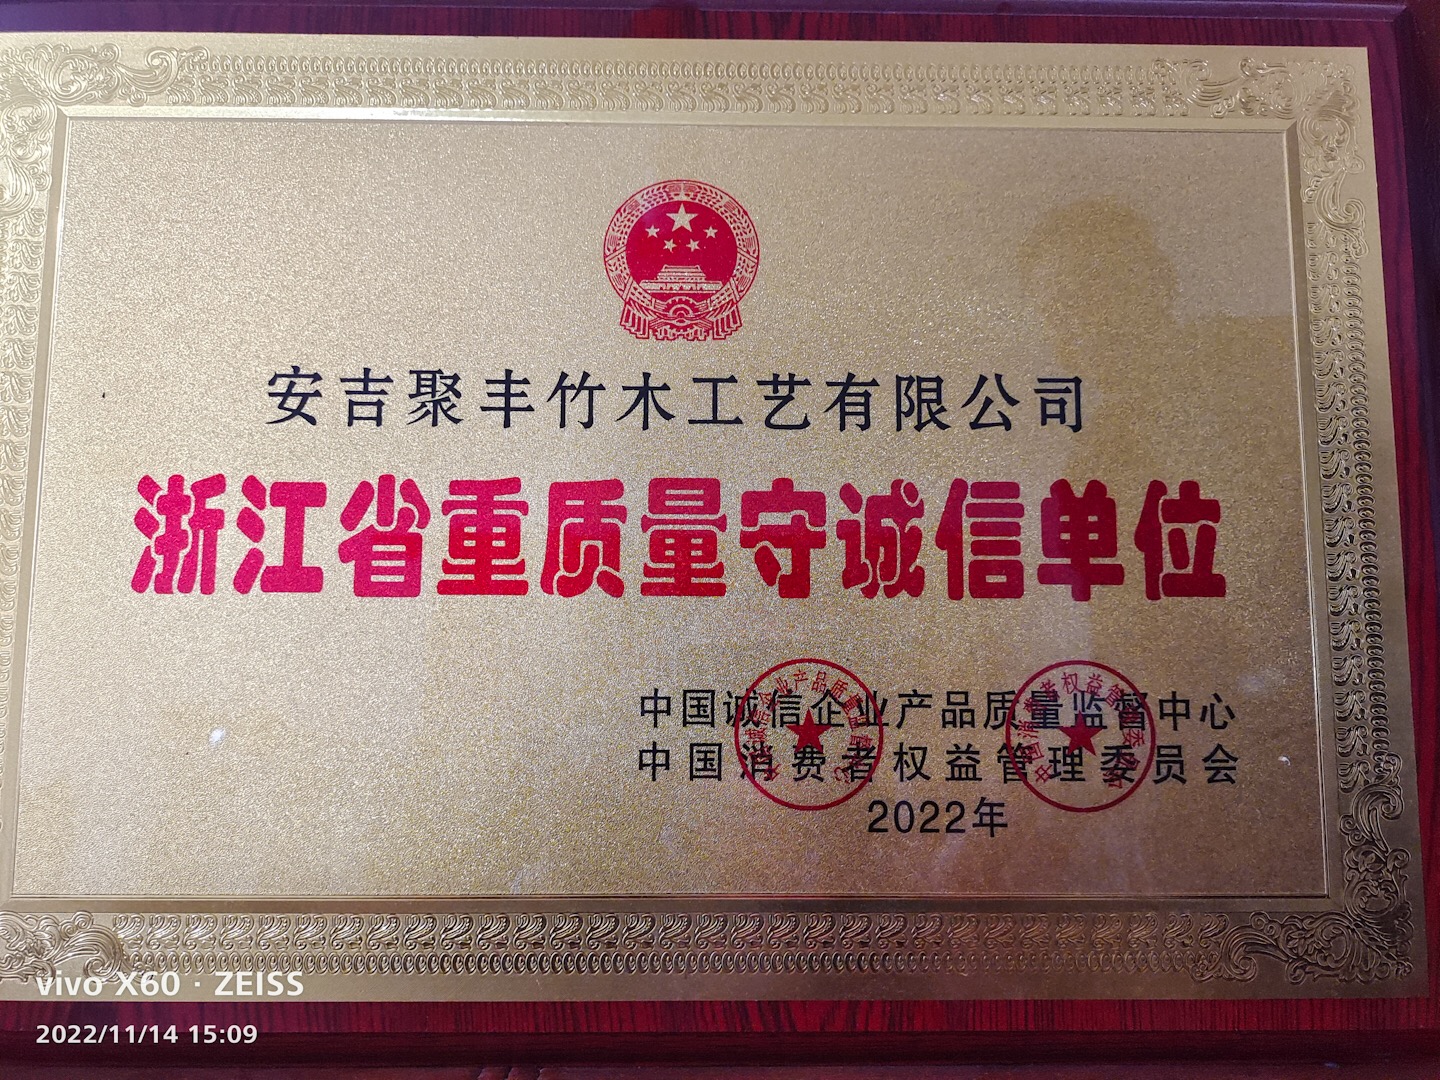 安吉聚丰竹木工艺有限公司
浙江省重质量守诚信单位
中国诚信企业产品质量监督中心
中国消费者权益管理委员会
2022年
vivo X60 · ZEISS
2022/11/14 15:09